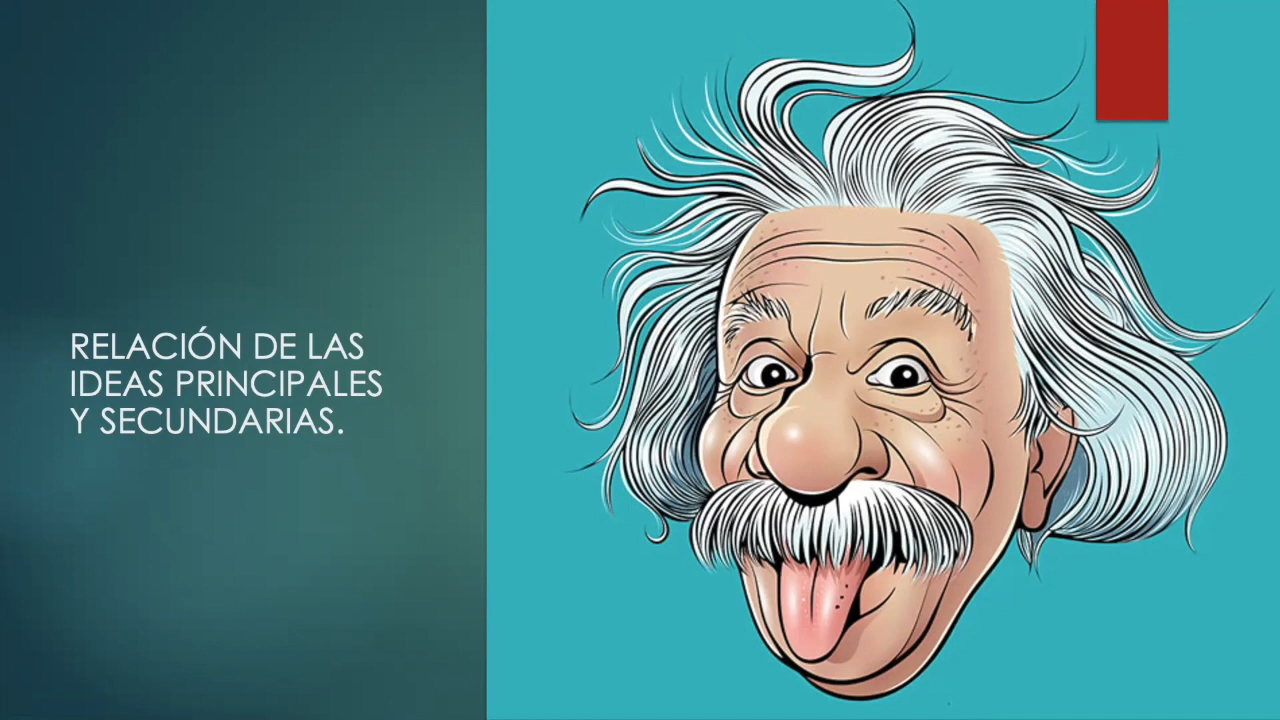 RELACIÓN DE LAS
IDEAS PRINCIPALES
Y SECUNDARIAS.